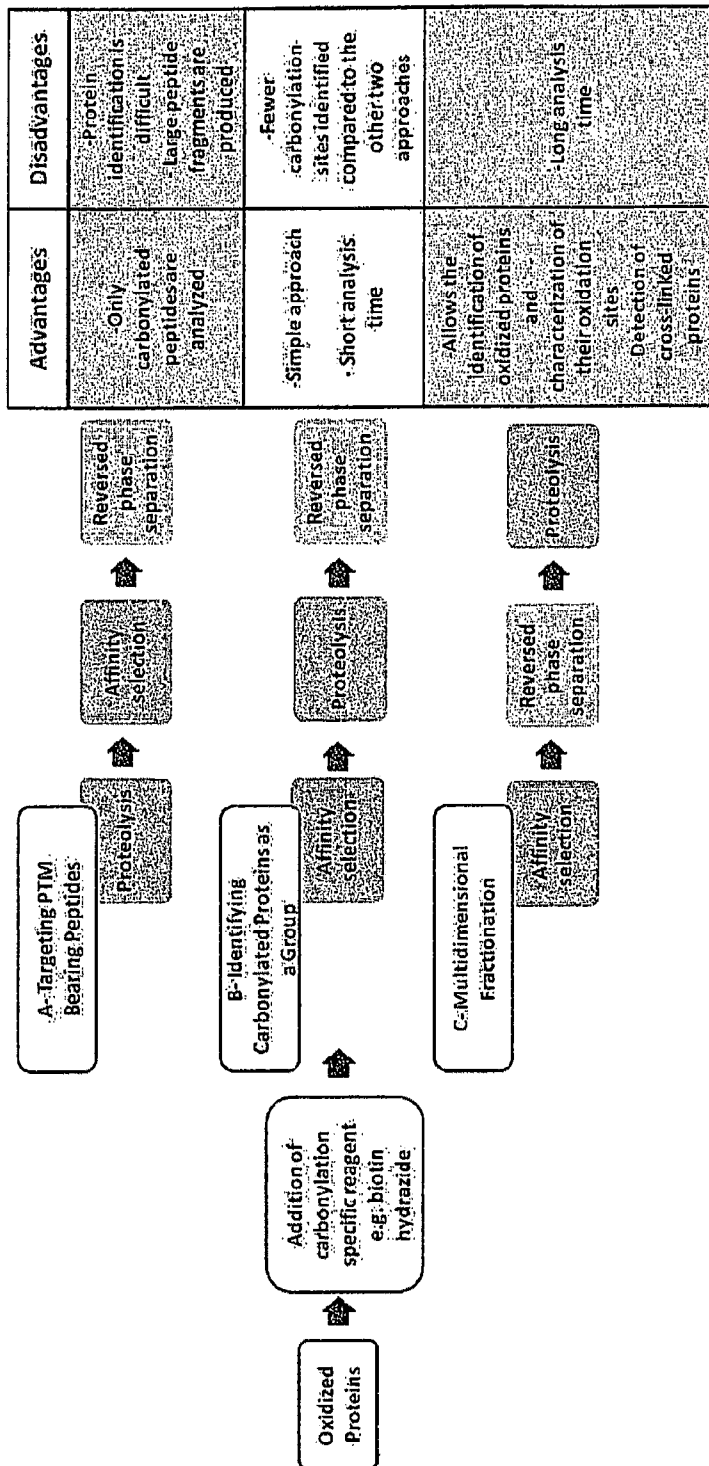 Oxidized
Proteins
Addition of
carbonylation
specific reagent
e.g. biotin
hydrazide
A- Targeting PTM
Bearing Peptides
Proteolysis
Affinity
selection
Reversed
phase
separation
B- Identifying
Carbonylated Proteins as
a Group
Affinity
selection
Proteolysis
Reversed
phase
separation
C- Multidimensional
Fractionation
Affinity
selection
Reversed
phase
separation
Proteolysis
Advantages
Disadvantages
-Only
carbonylated
peptides are
analyzed
-Protein
identification is
difficult
- Large peptide
fragments are
produced
-Simple approach
- Short analysis
time
-Fewer
carbonylation
sites identified
compared to the
other two
approaches
-Allows the
identification of
oxidized proteins
and
characterization of
their oxidation
sites
-Detection of
cross-linked
proteins
-Long analysis
time